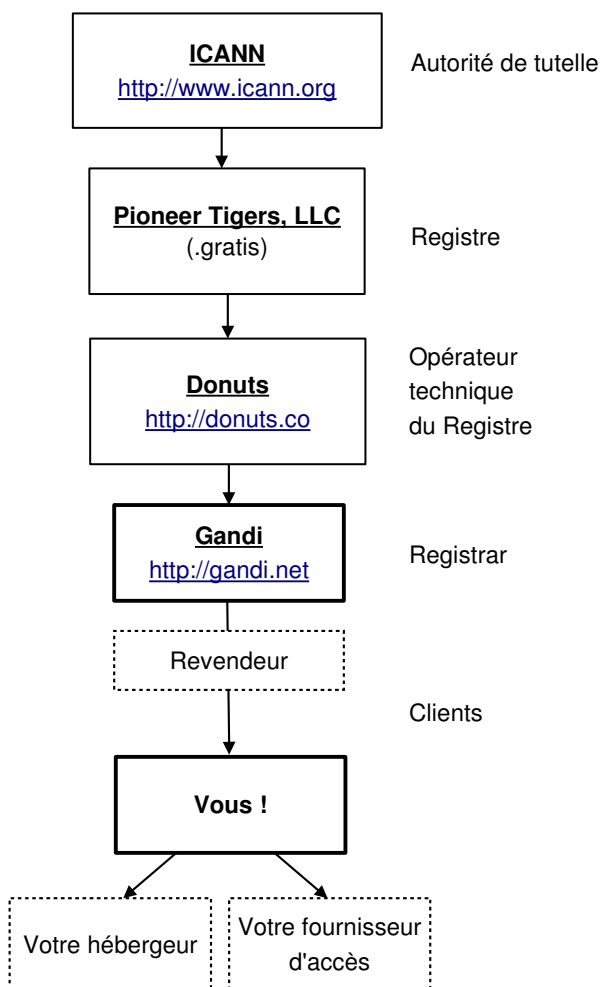 ICANN
http://www.icann.org
Autorité de tutelle
Pioneer Tigers, LLC
(.gratis)
Registre
Donuts
http://donuts.co
Opérateur
technique
du Registre
Gandi
http://gandi.net
Registrar
Revendeur
Clients
Vous !
Votre hébergeur
Votre fournisseur
d'accès